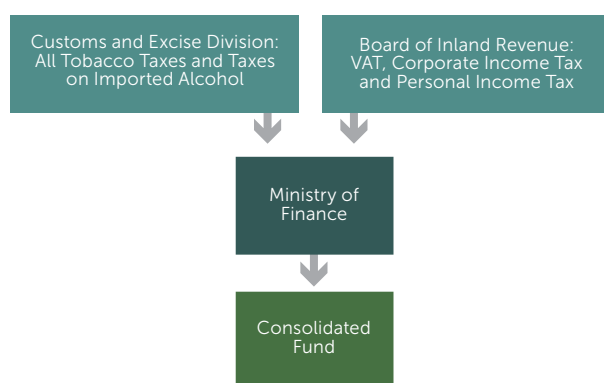 Customs and Excise Division:
All Tobacco Taxes and Taxes
on Imported Alcohol
Board of Inland Revenue:
VAT, Corporate Income Tax
and Personal Income Tax
Ministry of
Finance
Consolidated
Fund